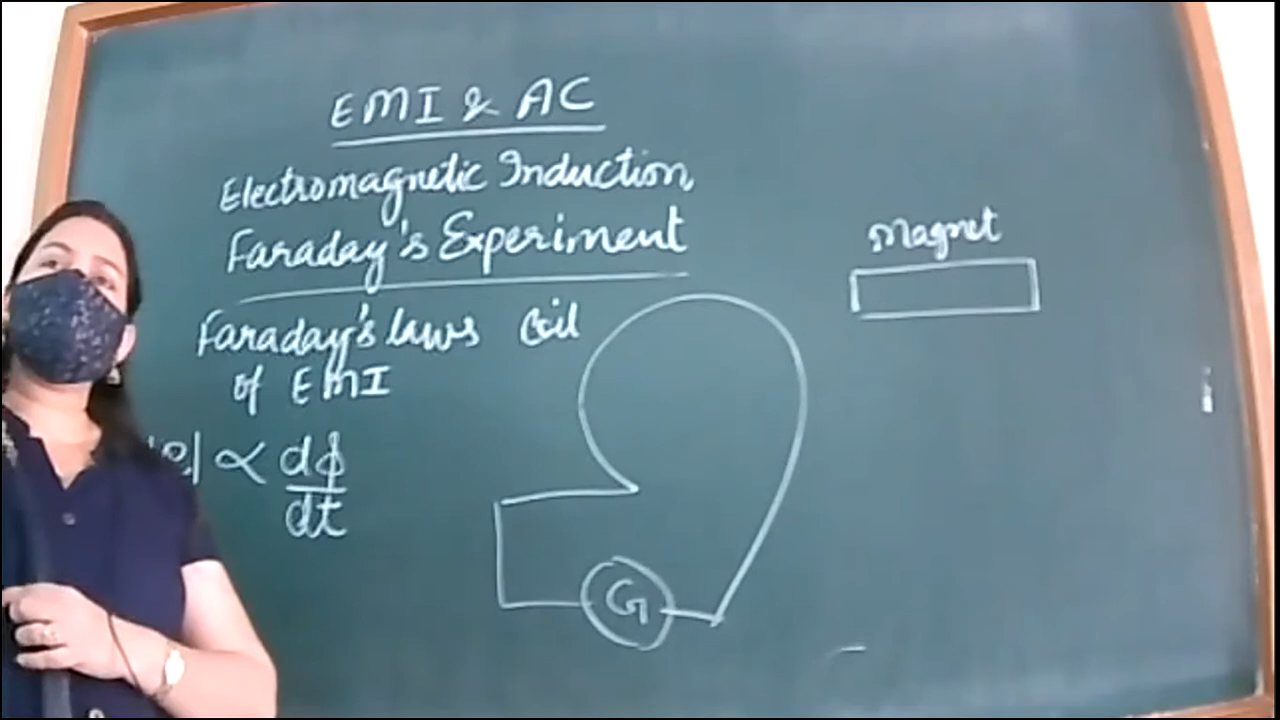 EMI & AC
Electromagnetic Induction
Faraday's Experiment
Magnet
Faraday's laws
of EMI
Coil
|e| ∝ dϕ/dt
G